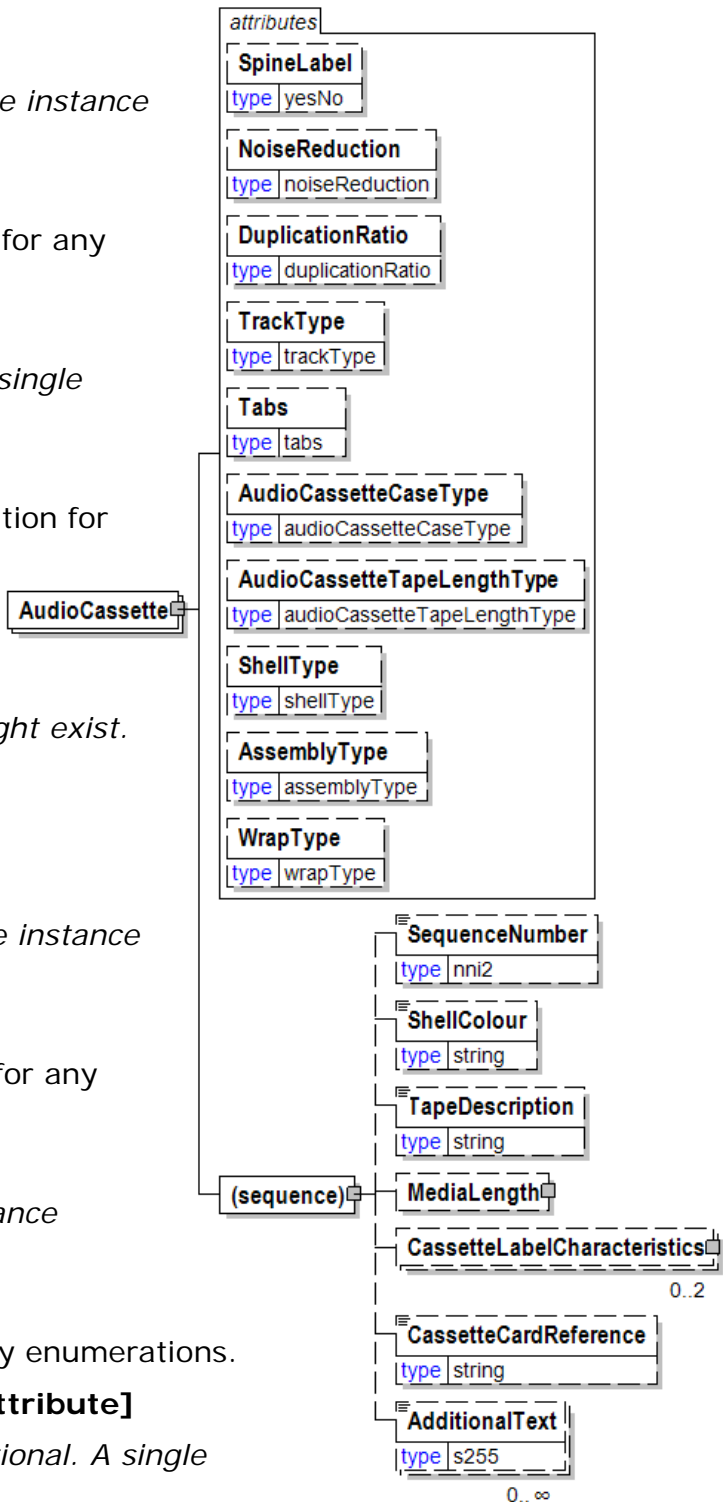 e instance
for any
single
tion for
ght exist.
e instance
for any
ance
y enumerations.
ttribute]
ional. A single
AudioCassette
attributes
SpineLabel
type yesNo
NoiseReduction
type noiseReduction
DuplicationRatio
type duplicationRatio
TrackType
type trackType
Tabs
type tabs
AudioCassetteCaseType
type audioCassetteCaseType
AudioCassetteTapeLengthType
type audioCassetteTapeLengthType
ShellType
type shellType
AssemblyType
type assemblyType
WrapType
type wrapType
(sequence)
SequenceNumber
type nni2
ShellColour
type string
TapeDescription
type string
MediaLength
CassetteLabelCharacteristics
0..2
CassetteCardReference
type string
AdditionalText
type s255
0..∞